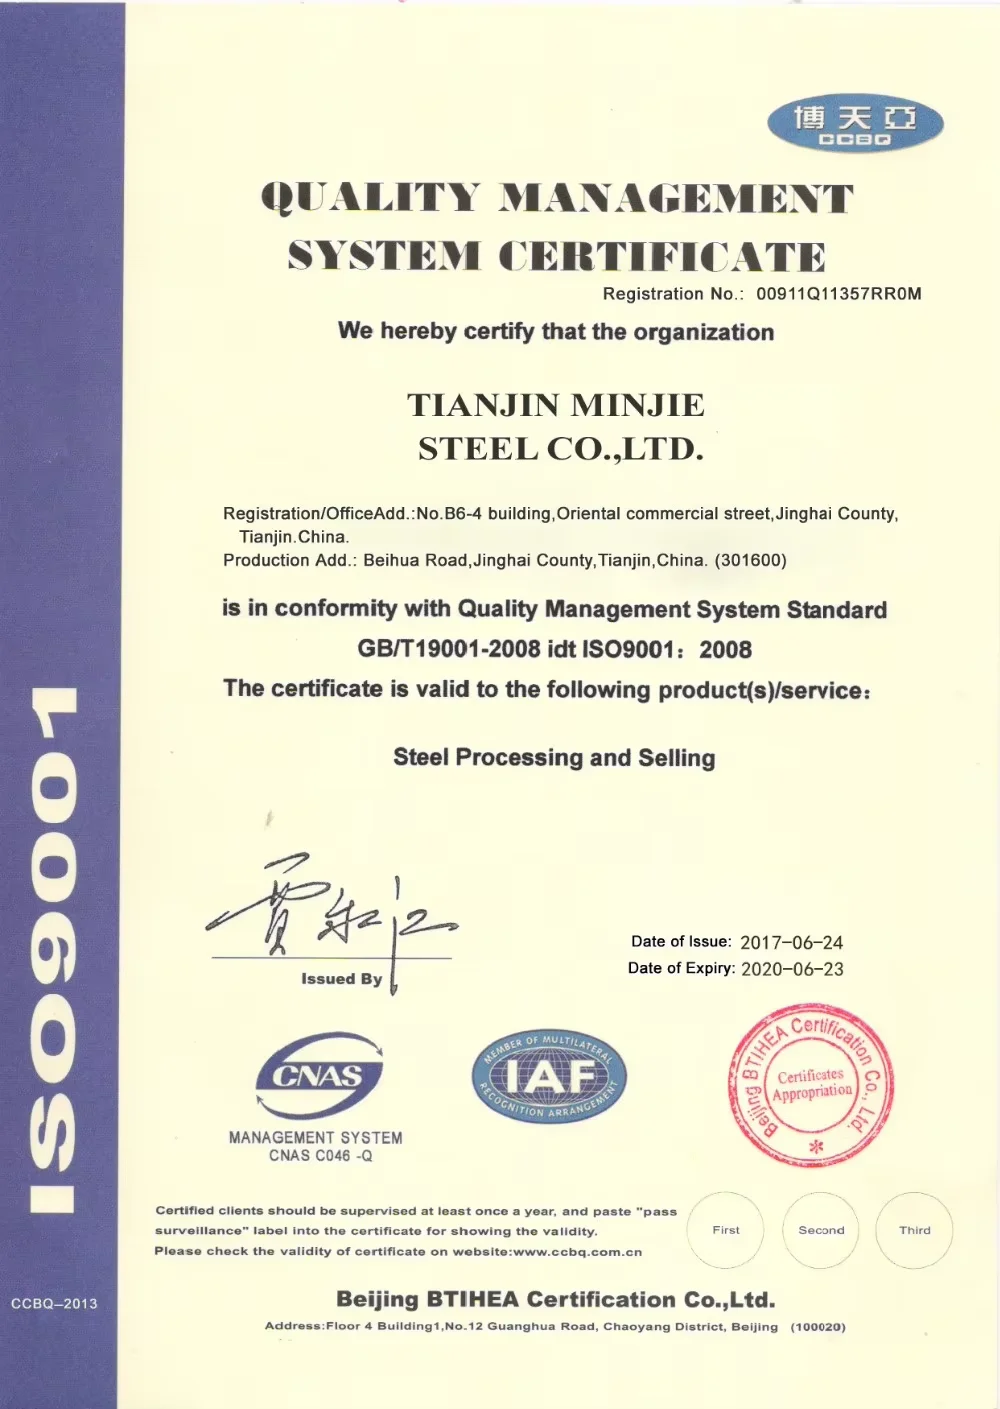 博天亞
CCBQ
QUALITY MANAGEMENT
SYSTEM CERTIFICATE
Registration No.: 00911Q11357RR0M
We hereby certify that the organization
TIANJIN MINJIE
STEEL CO.,LTD.
Registration/OfficeAdd.:No.B6-4 building,Oriental commercial street,Jinghai County,
Tianjin.China.
Production Add.: Beihua Road,Jinghai County,Tianjin,China. (301600)
is in conformity with Quality Management System Standard
GB/T19001-2008 idt ISO9001：2008
The certificate is valid to the following product(s)/service:
Steel Processing and Selling
Issued By
Date of Issue: 2017-06-24
Date of Expiry: 2020-06-23
CNAS
MANAGEMENT SYSTEM
CNAS C046 -Q
MEMBER OF MULTILATERAL
IAF
RECOGNITION ARRANGEMENT
Beijing BTIHEA Certification Co., Ltd.
Certificates
Appropriation
Certified clients should be supervised at least once a year, and paste "pass
surveillance" label into the certificate for showing the validity.
Please check the validity of certificate on website:www.ccbq.com.cn
First
Second
Third
Beijing BTIHEA Certification Co.,Ltd.
Address:Floor 4 Building1,No.12 Guanghua Road, Chaoyang District, Beijing (100020)
ISO9001
CCBQ-2013